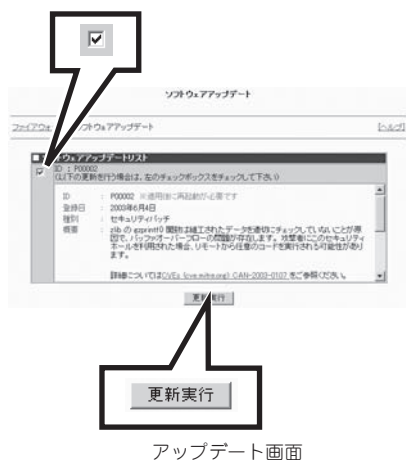 ソフトウェアアップデート
ファイアウォ ソフトウェアアップデート
[ヘルプ]
■ ソフトウェアアップデートリスト
ID : P00002
(以下の更新を行う場合は、左のチェックボックスをチェックして下さい)
ID : P00002 ※適用後に再起動が必要です
登録日 : 2003年6月4日
種別 : セキュリティパッチ
概要 : zlib の gzprintf() 関数は細工されたデータを適切にチェックしていないことが原
因で、バッファオーバーフローの問題が存在します。攻撃者にこのセキュリティ
ホールを利用された場合、リモートから任意のコードを実行される可能性があり
ます。
詳細についてはCVEs (cve.mitre.org) CAN-2003-0107 をご参照ください。
更新実行
更新実行
アップデート画面